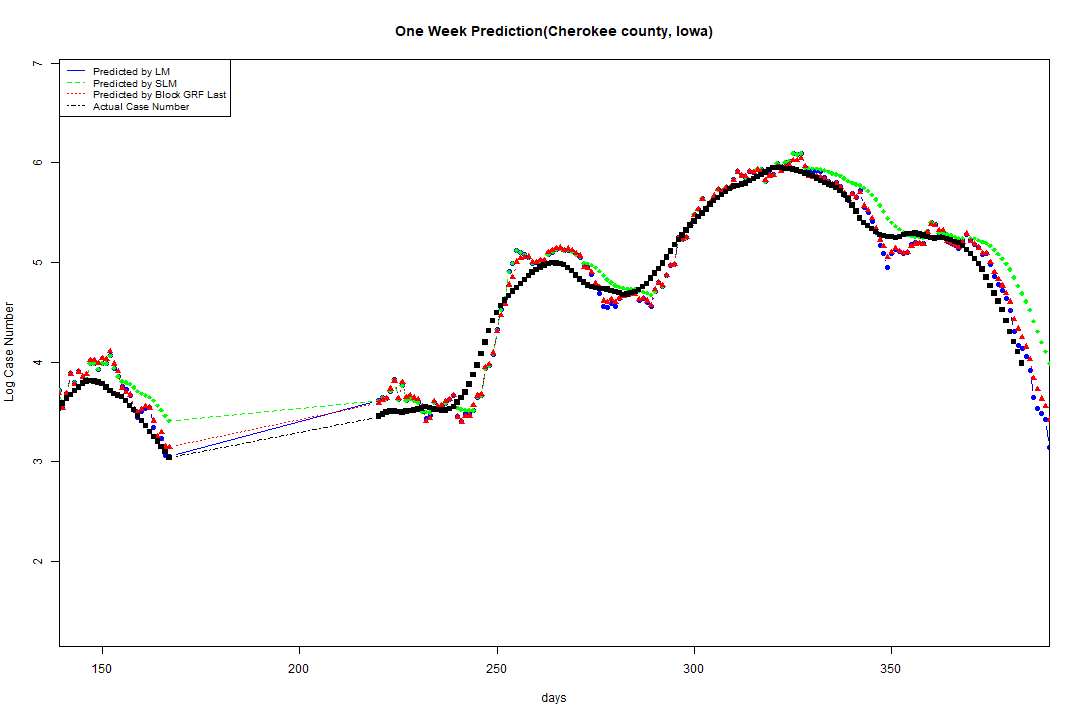 One Week Prediction(Cherokee county, Iowa)
Predicted by LM
Predicted by SLM
Predicted by Block GRF Last
Actual Case Number
7
6
5
4
3
2
Log Case Number
150 200 250 300 350
days